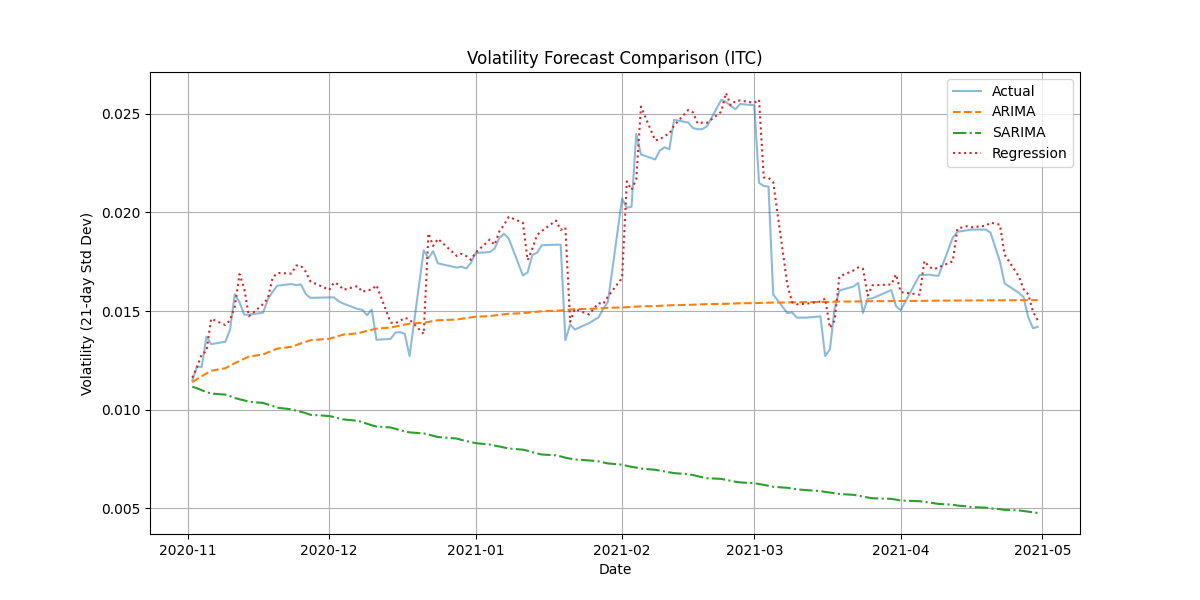 Volatility Forecast Comparison (ITC)
Actual
ARIMA
SARIMA
Regression
Volatility (21-day Std Dev)
0.025
0.020
0.015
0.010
0.005
2020-11
2020-12
2021-01
2021-02
2021-03
2021-04
2021-05
Date